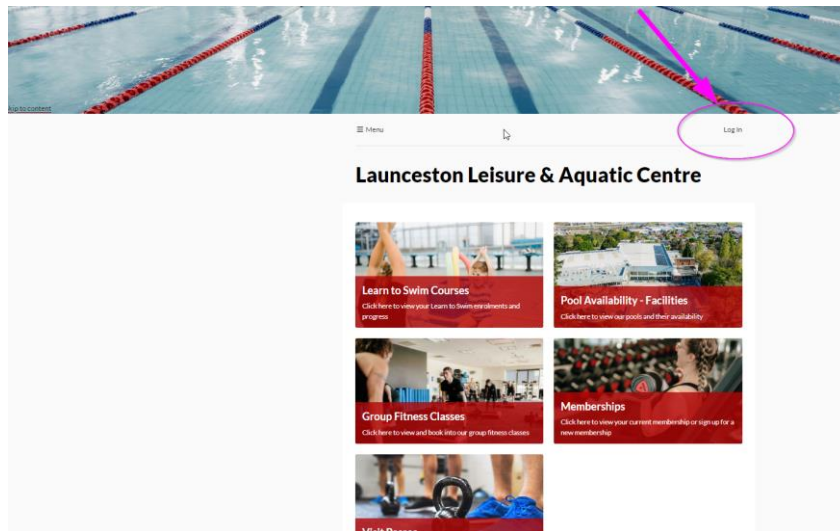 kip to content
☰ Menu
Log in
Launceston Leisure & Aquatic Centre
Learn to Swim Courses
Click here to view your Learn to Swim enrolments and
progress
Pool Availability - Facilities
Click here to view our pools and their availability
Group Fitness Classes
Click here to view and book into our group fitness classes
Memberships
Click here to view your current membership or sign up for a
new membership
Visit Passes